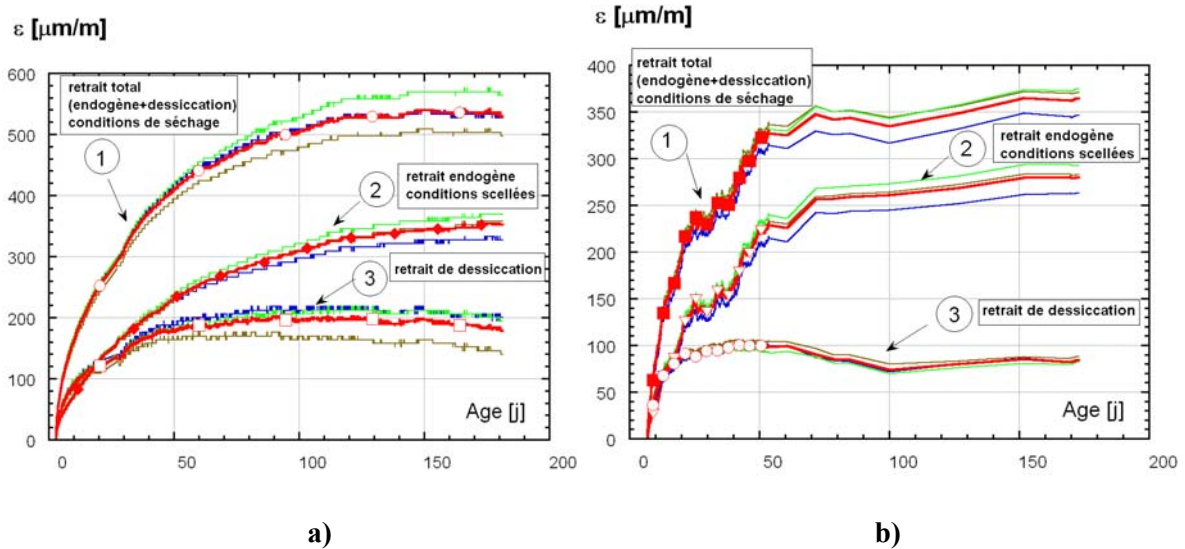 ε [μm/m]
600
500
400
300
200
100
0
0
50
100
150
200
retrait total
(endogène+dessiccation)
conditions de séchage
1
2
retrait endogène
conditions scellées
3
retrait de dessiccation
Age [j]
a)
ε [μm/m]
400
350
300
250
200
150
100
50
0
0
50
100
150
200
retrait total
(endogène+dessiccation)
conditions de séchage
1
retrait endogène
conditions scellées
2
3
retrait de dessiccation
Age [j]
b)